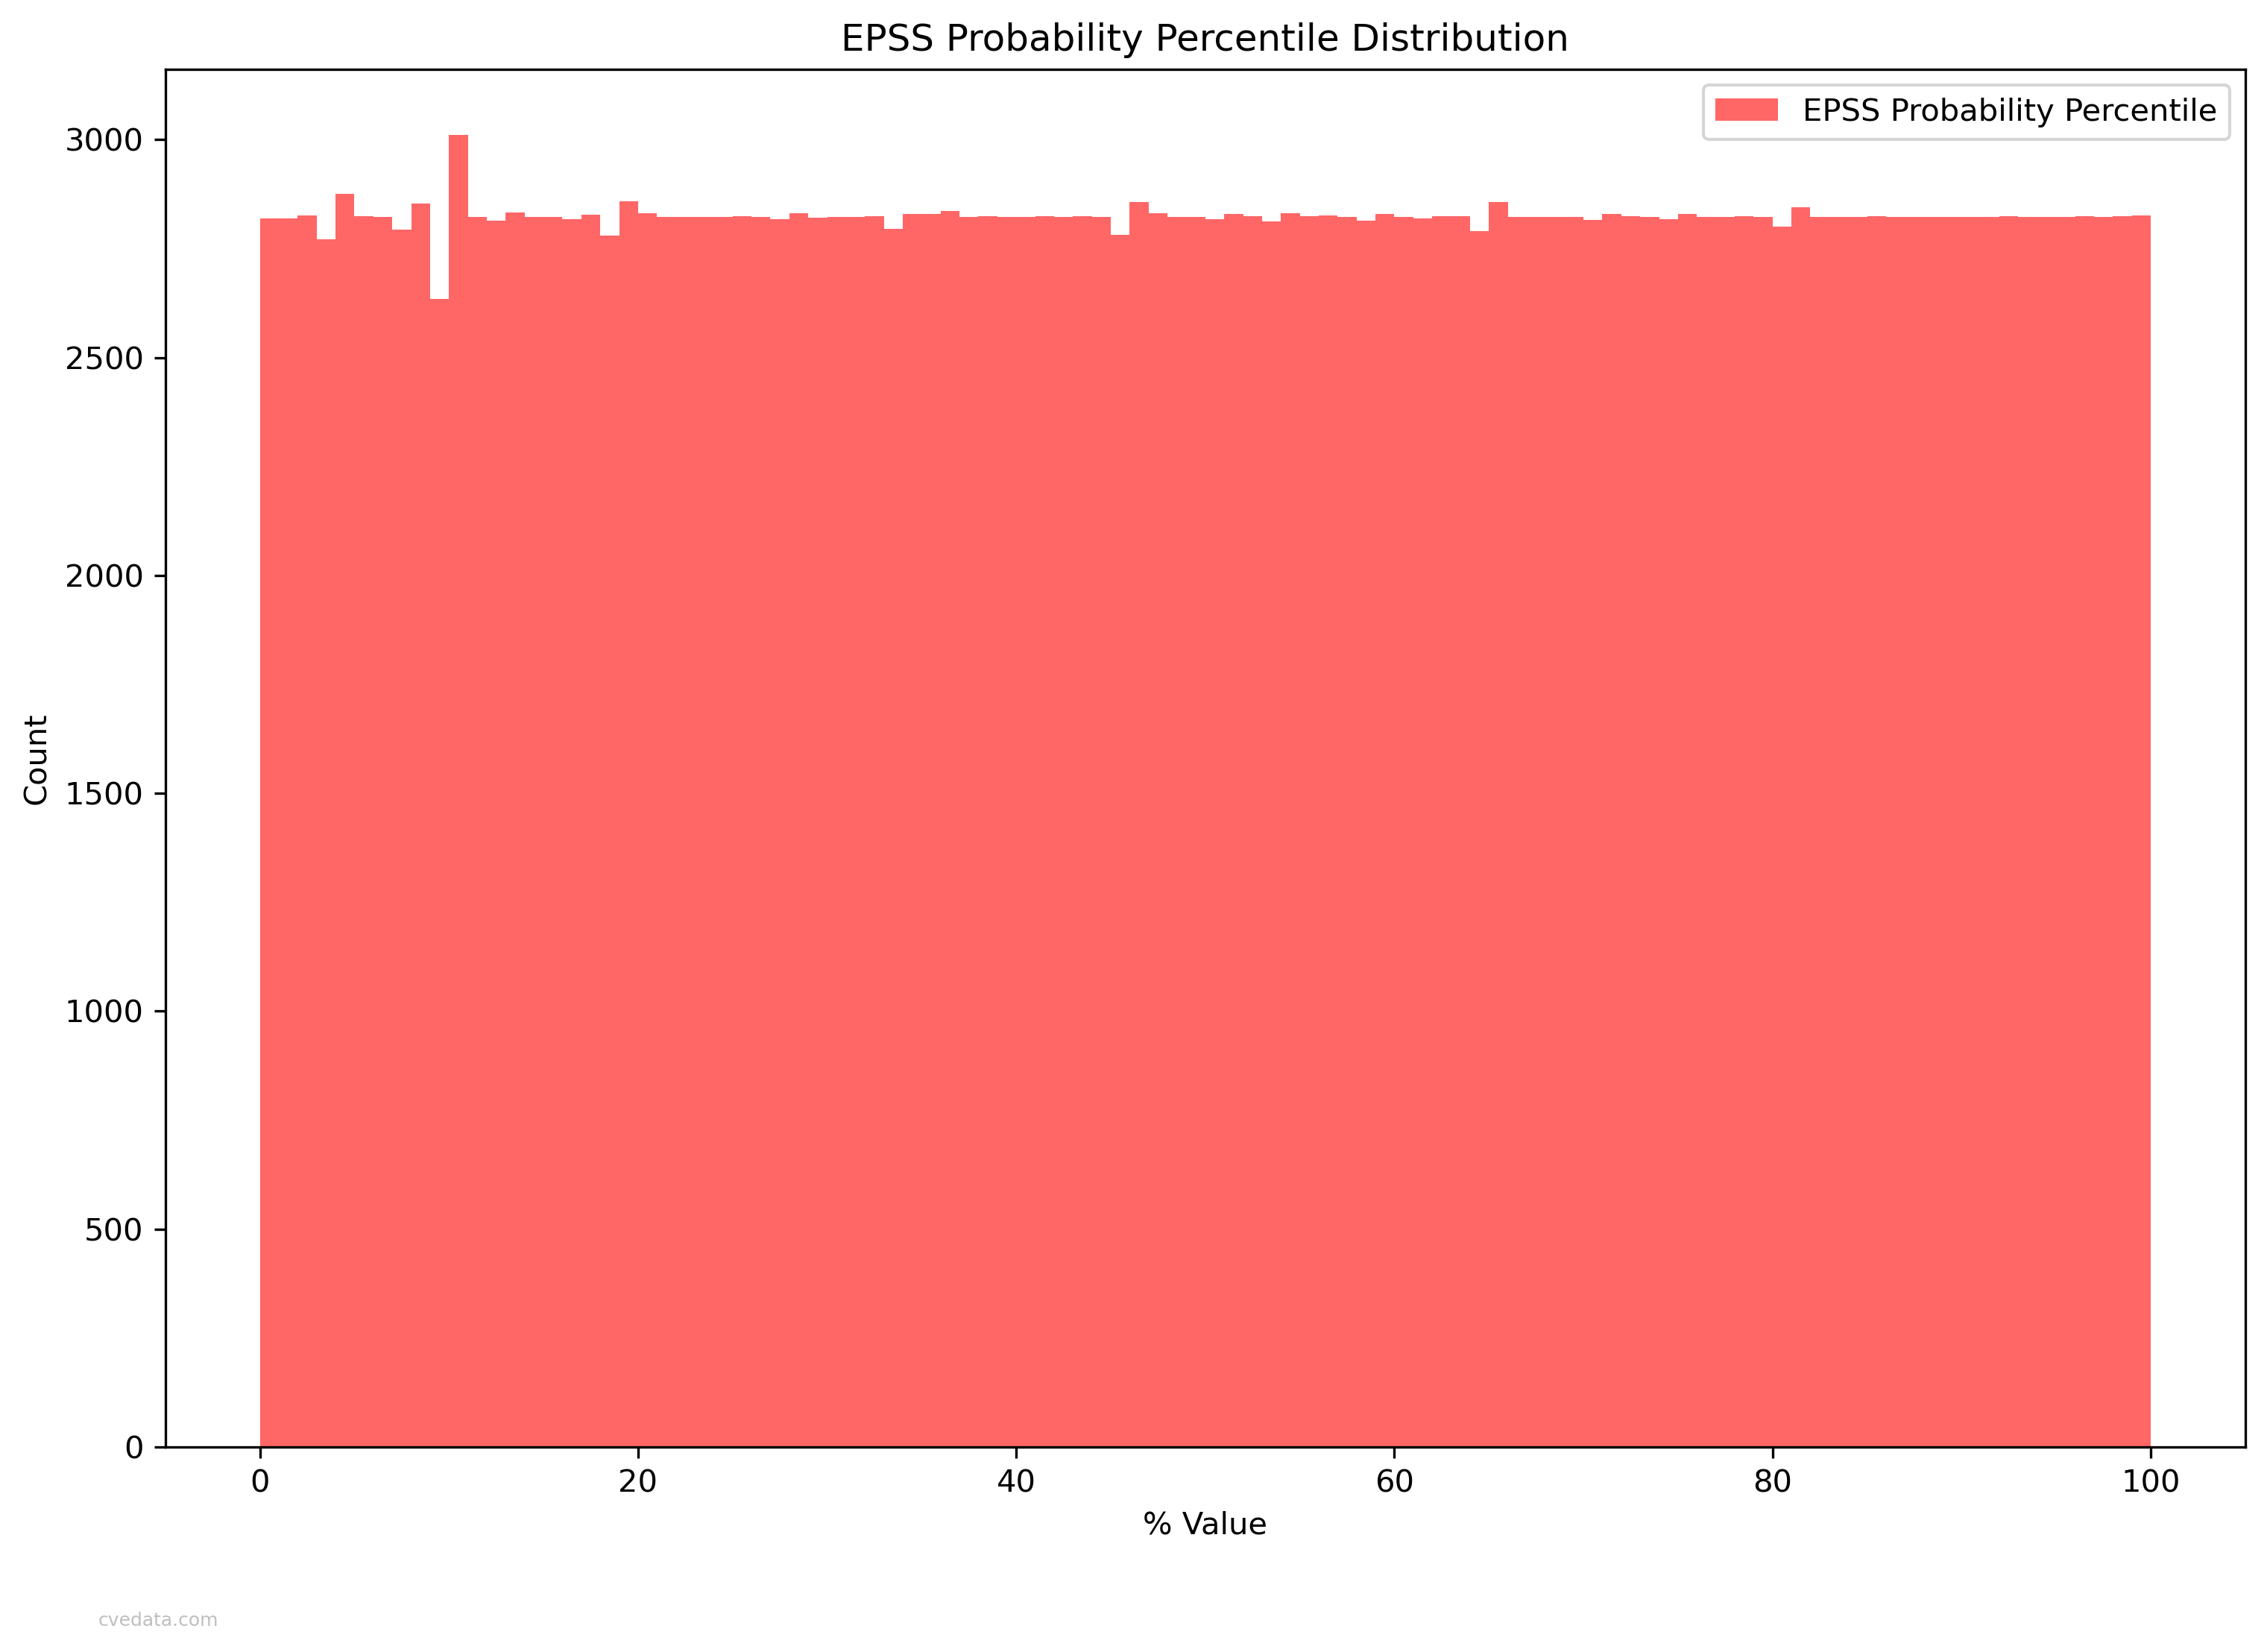 EPSS Probability Percentile Distribution
EPSS Probability Percentile
3000
2500
2000
1500
1000
500
0
Count
0 20 40 60 80 100
% Value
cvedata.com